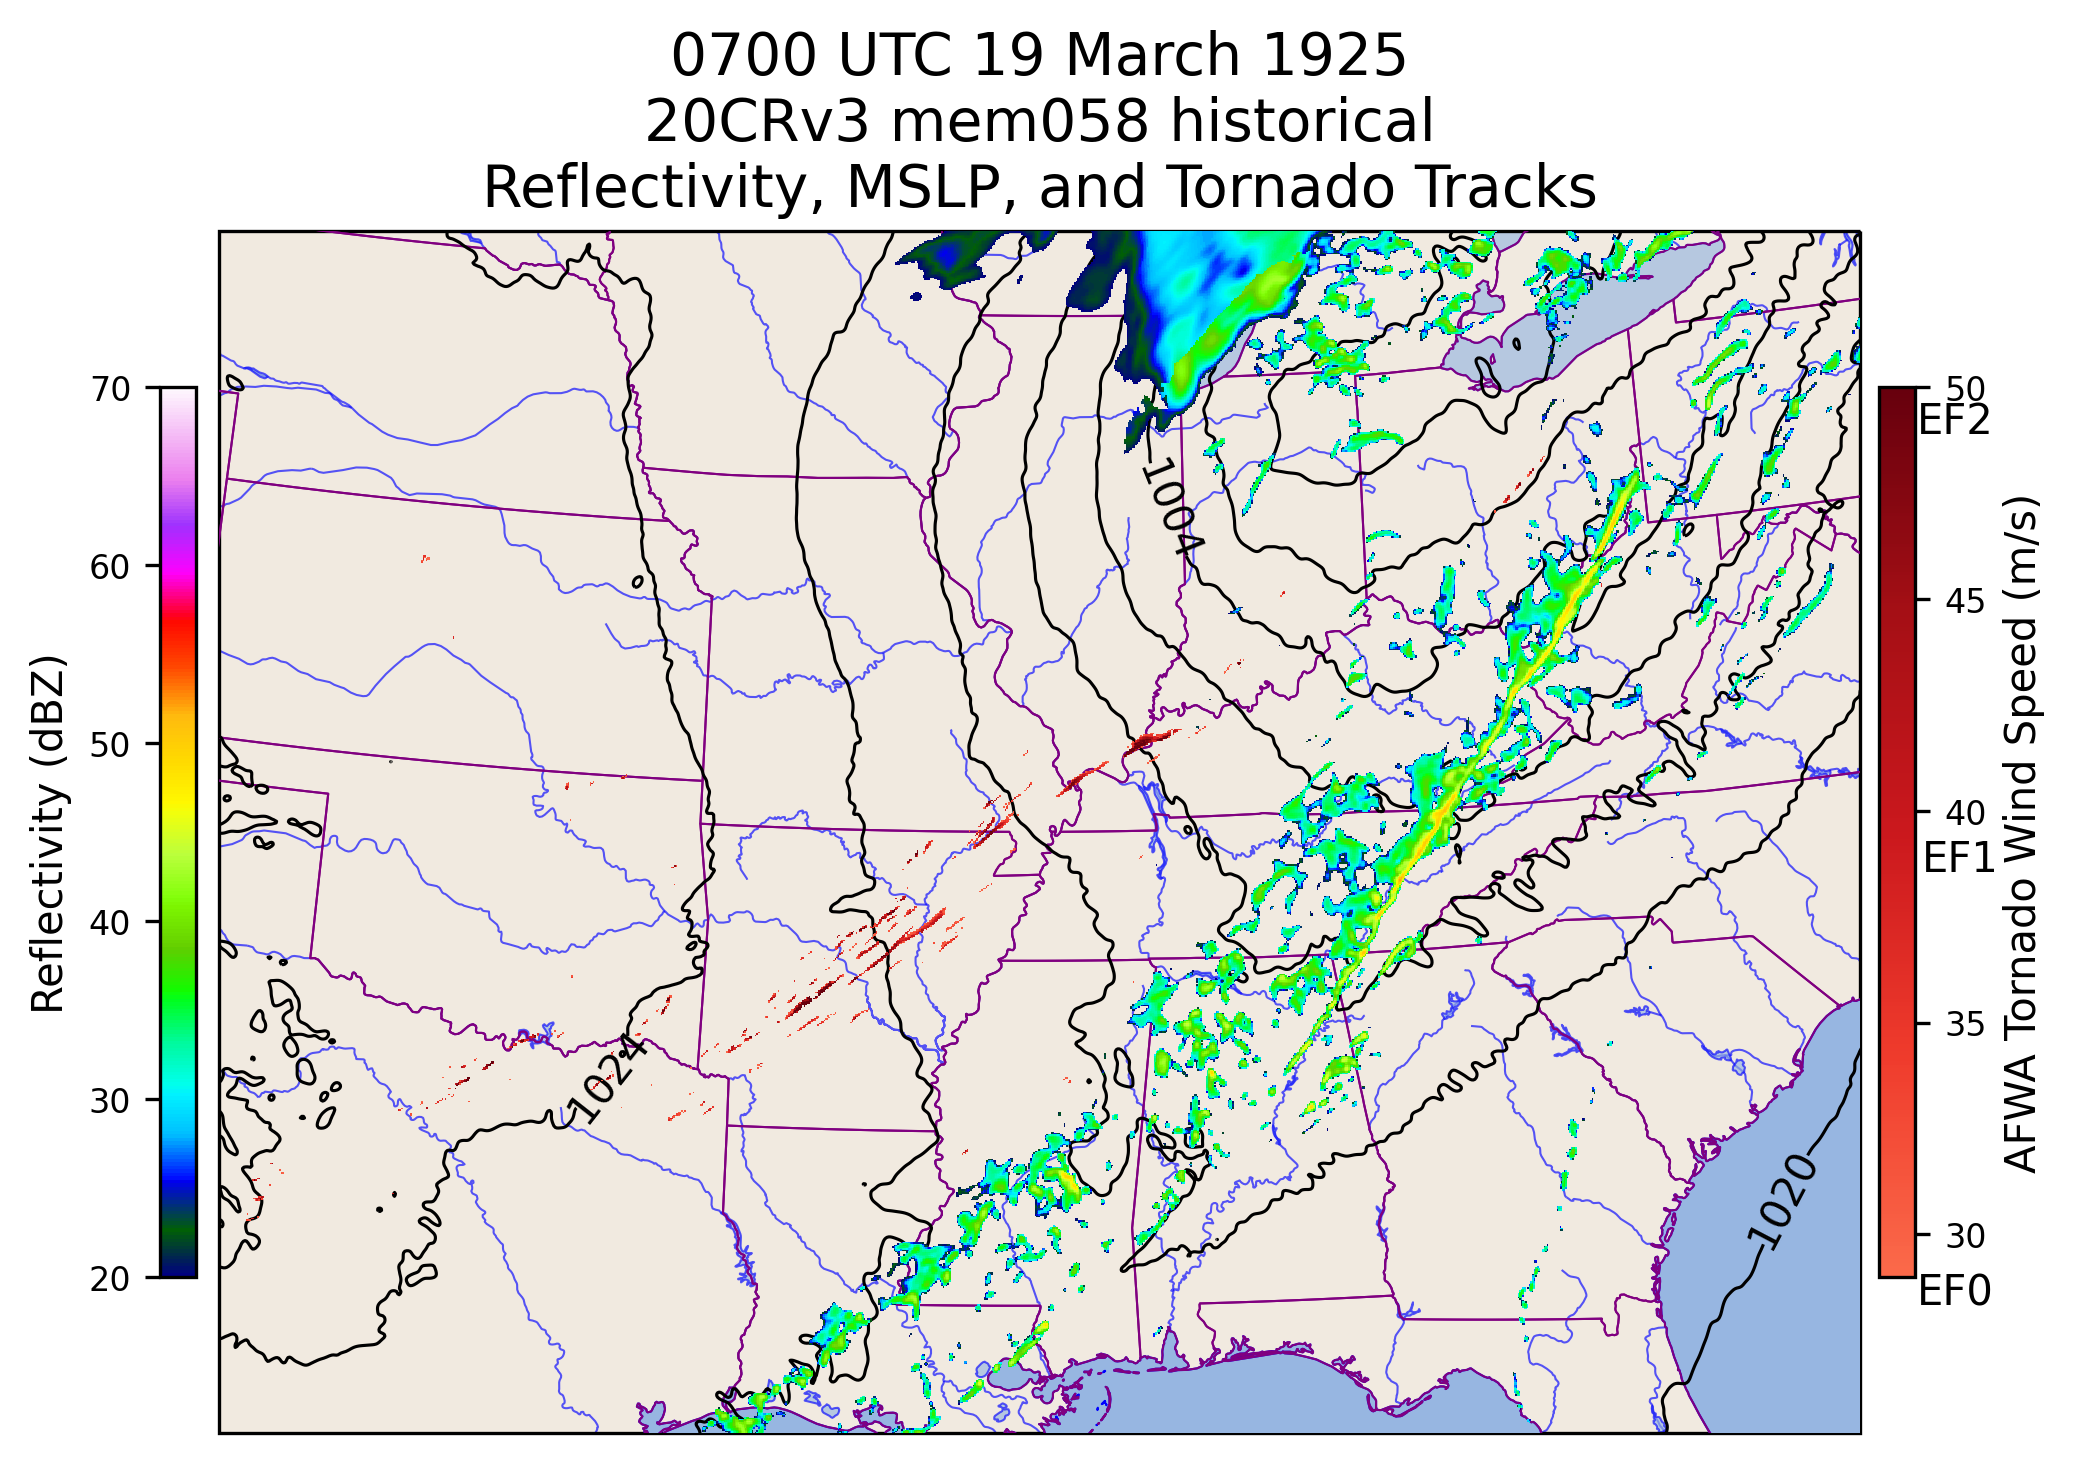 0700 UTC 19 March 1925
20CRv3 mem058 historical
Reflectivity, MSLP, and Tornado Tracks
Reflectivity (dBZ)
70
60
50
40
30
20
1004
1024
1020
50
EF2
45
40
EF1
35
30
EF0
AFWA Tornado Wind Speed (m/s)